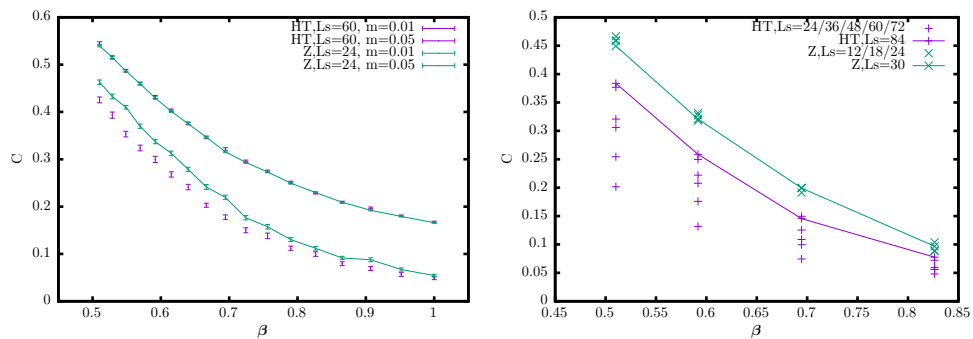 HT,Ls=60, m=0.01
HT,Ls=60, m=0.05
Z,Ls=24, m=0.01
Z,Ls=24, m=0.05
0.6
0.5
0.4
0.3
0.2
0.1
0
C
0.5 0.6 0.7 0.8 0.9 1
β
HT,Ls=24/36/48/60/72
HT,Ls=84
Z,Ls=12/18/24
Z,Ls=30
0.5
0.45
0.4
0.35
0.3
0.25
0.2
0.15
0.1
0.05
0
C
0.45 0.5 0.55 0.6 0.65 0.7 0.75 0.8 0.85
β